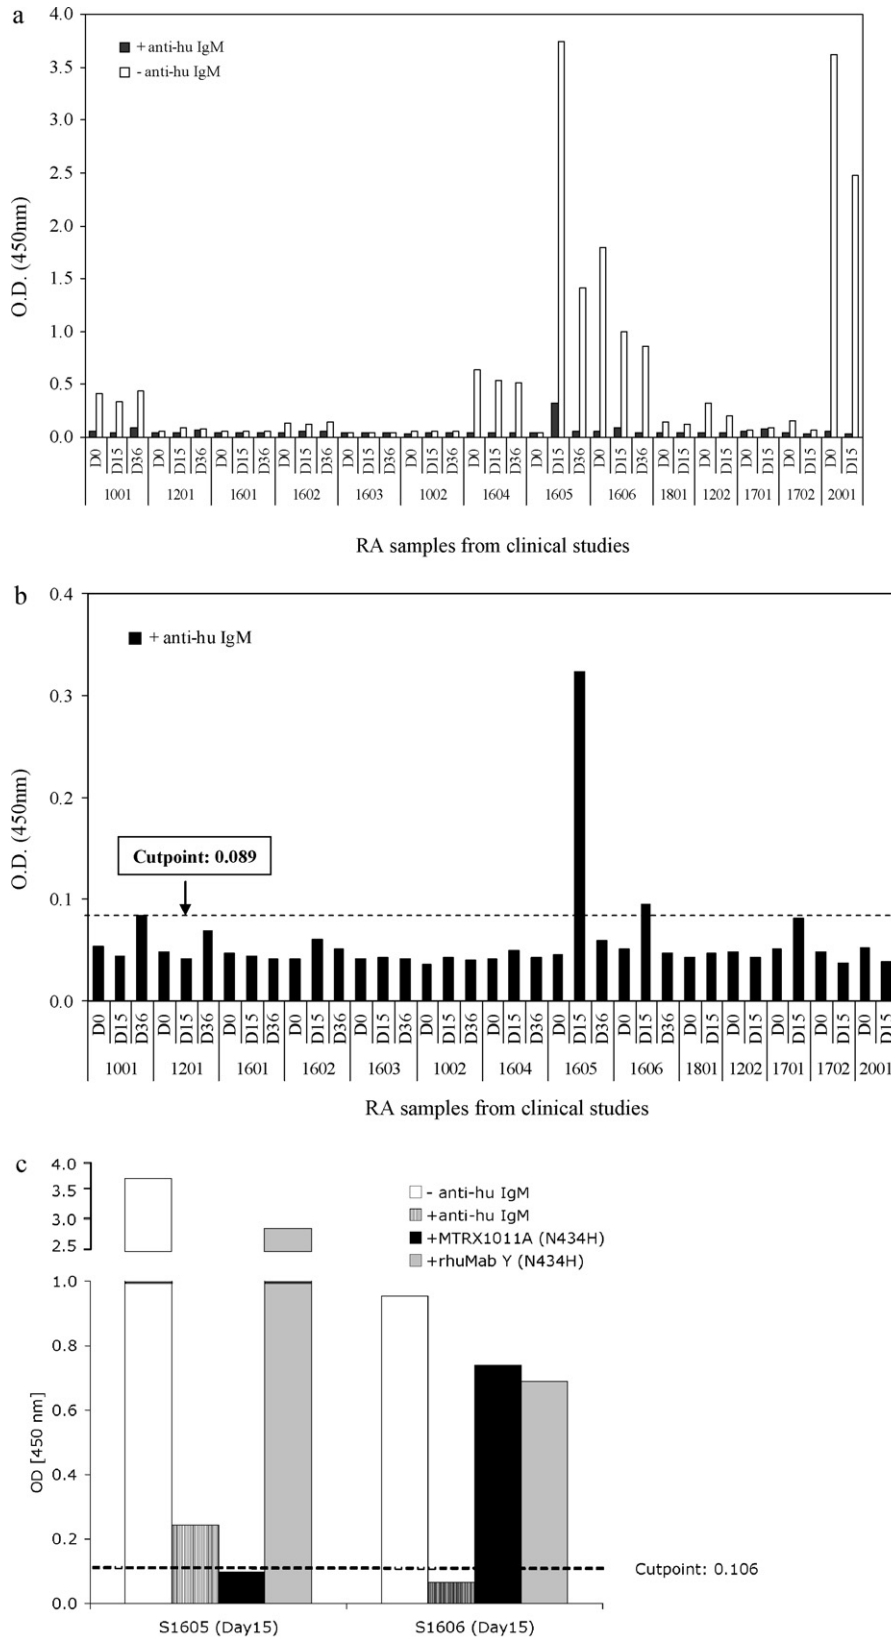 a
4.0
3.5
3.0
2.5
2.0
1.5
1.0
0.5
0.0
O.D. (450nm)
+ anti-hu IgM
- anti-hu IgM
D0 D15 D36 D0 D15 D36 D0 D15 D36 D0 D15 D36 D0 D15 D36 D0 D15 D36 D0 D15 D36 D0 D15 D36 D0 D15 D36 D0 D15 D0 D15 D0 D15 D0 D15 D0 D15
1001 1201 1601 1602 1603 1002 1604 1605 1606 1801 1202 1701 1702 2001
RA samples from clinical studies
b
0.4
0.3
0.2
0.1
0.0
O.D. (450nm)
+ anti-hu IgM
Cutpoint: 0.089
D0 D15 D36 D0 D15 D36 D0 D15 D36 D0 D15 D36 D0 D15 D36 D0 D15 D36 D0 D15 D36 D0 D15 D36 D0 D15 D36 D0 D15 D0 D15 D0 D15 D0 D15 D0 D15
1001 1201 1601 1602 1603 1002 1604 1605 1606 1801 1202 1701 1702 2001
RA samples from clinical studies
c
4.0
3.5
3.0
2.5
1.0
0.8
0.6
0.4
0.2
0.0
OD [450 nm]
- anti-hu IgM
+anti-hu IgM
+MTRX1011A (N434H)
+rhuMab Y (N434H)
Cutpoint: 0.106
S1605 (Day15) S1606 (Day15)